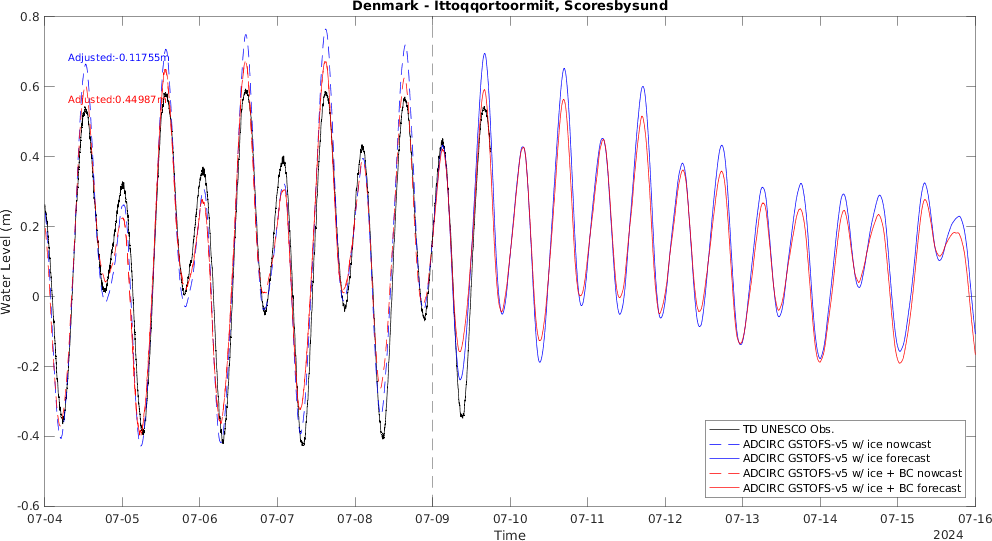 Denmark - Ittoqqortoormiit, Scoresbysund
Adjusted:-0.11755m
Adjusted:0.44987m
Water Level (m)
0.8
0.6
0.4
0.2
0
-0.2
-0.4
-0.6
07-04 07-05 07-06 07-07 07-08 07-09 07-10 07-11 07-12 07-13 07-14 07-15 07-16
Time
2024
TD UNESCO Obs.
ADCIRC GSTOFS-v5 w/ ice nowcast
ADCIRC GSTOFS-v5 w/ ice forecast
ADCIRC GSTOFS-v5 w/ ice + BC nowcast
ADCIRC GSTOFS-v5 w/ ice + BC forecast